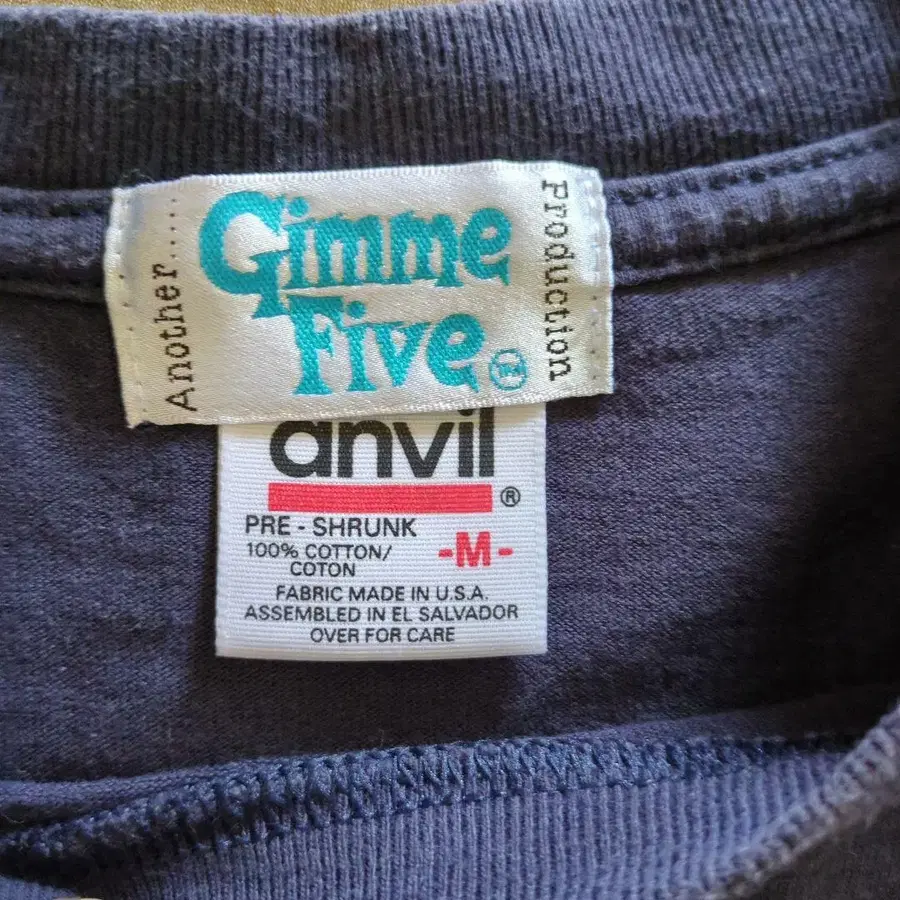 Another.....
Gimme
Five
TM
Production
anvil
®
PRE - SHRUNK
100% COTTON/
COTON
-M-
FABRIC MADE IN U.S.A.
ASSEMBLED IN EL SALVADOR
OVER FOR CARE